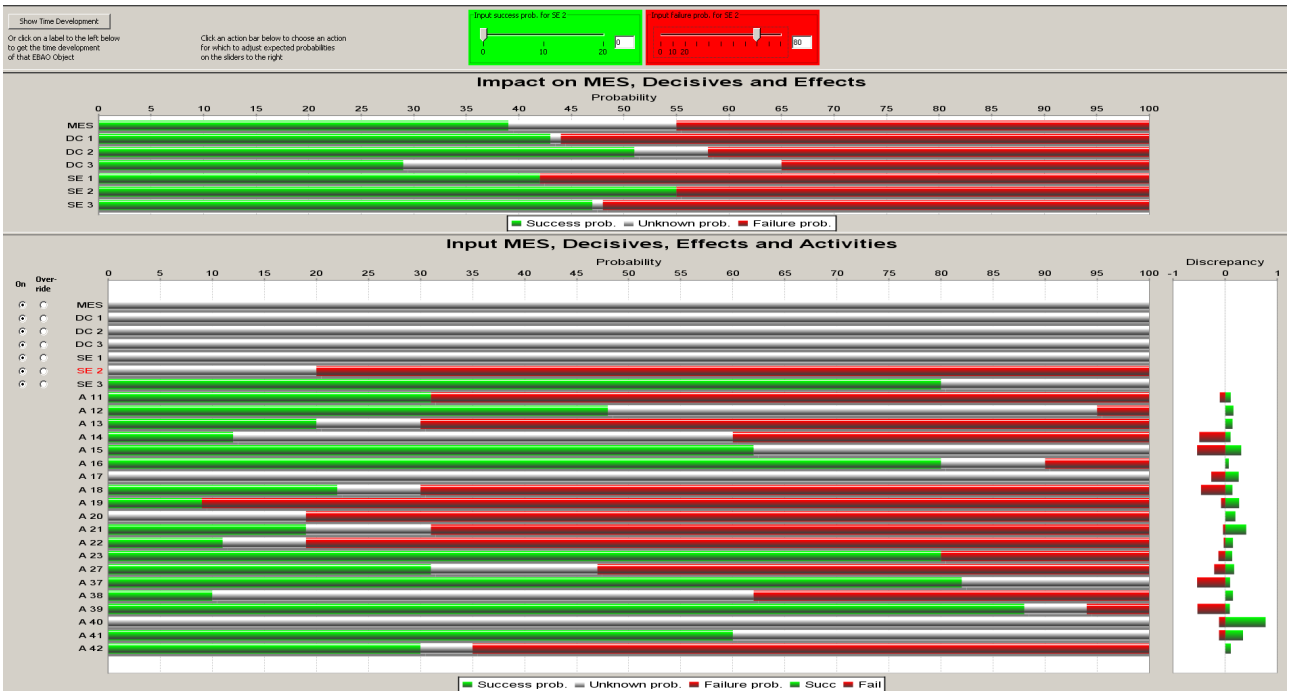 Show Time Development
Or click on a label to the left below
to get the time development
of that EBAO Object
Click an action bar below to choose an action
for which to adjust expected probabilities
on the sliders to the right
Input success prob. for SE 2
0 10 20
0
Input failure prob. for SE 2
0 10 20
80
Impact on MES, Decisives and Effects
Probability
0 5 10 15 20 25 30 35 40 45 50 55 60 65 70 75 80 85 90 95 100
MES
DC 1
DC 2
DC 3
SE 1
SE 2
SE 3
Success prob. Unknown prob. Failure prob.
Input MES, Decisives, Effects and Activities
Probability
Discrepancy
0 5 10 15 20 25 30 35 40 45 50 55 60 65 70 75 80 85 90 95 100
-1 0 1
On Over-
ride
MES
DC 1
DC 2
DC 3
SE 1
SE 2
SE 3
A 11
A 12
A 13
A 14
A 15
A 16
A 17
A 18
A 19
A 20
A 21
A 22
A 23
A 27
A 37
A 38
A 39
A 40
A 41
A 42
Success prob. Unknown prob. Failure prob. Succ Fail